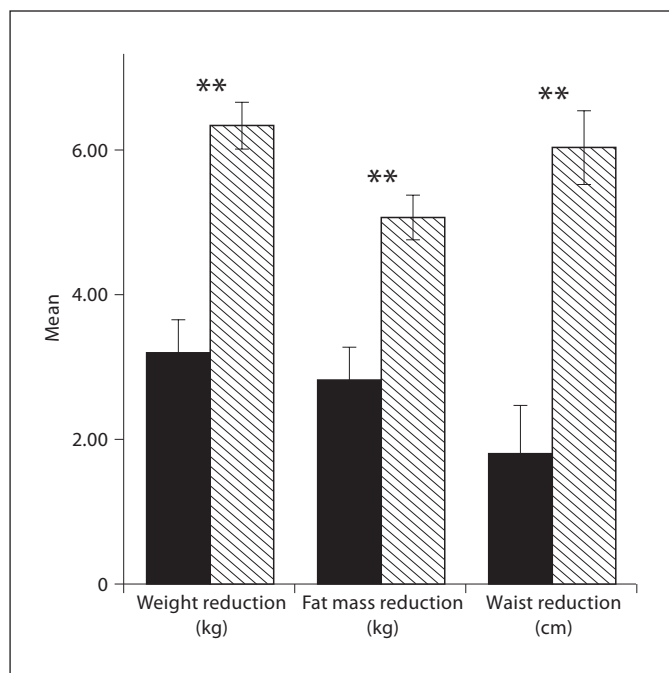 **
**
**
6.00
4.00
2.00
0
Mean
Weight reduction
(kg)
Fat mass reduction
(kg)
Waist reduction
(cm)